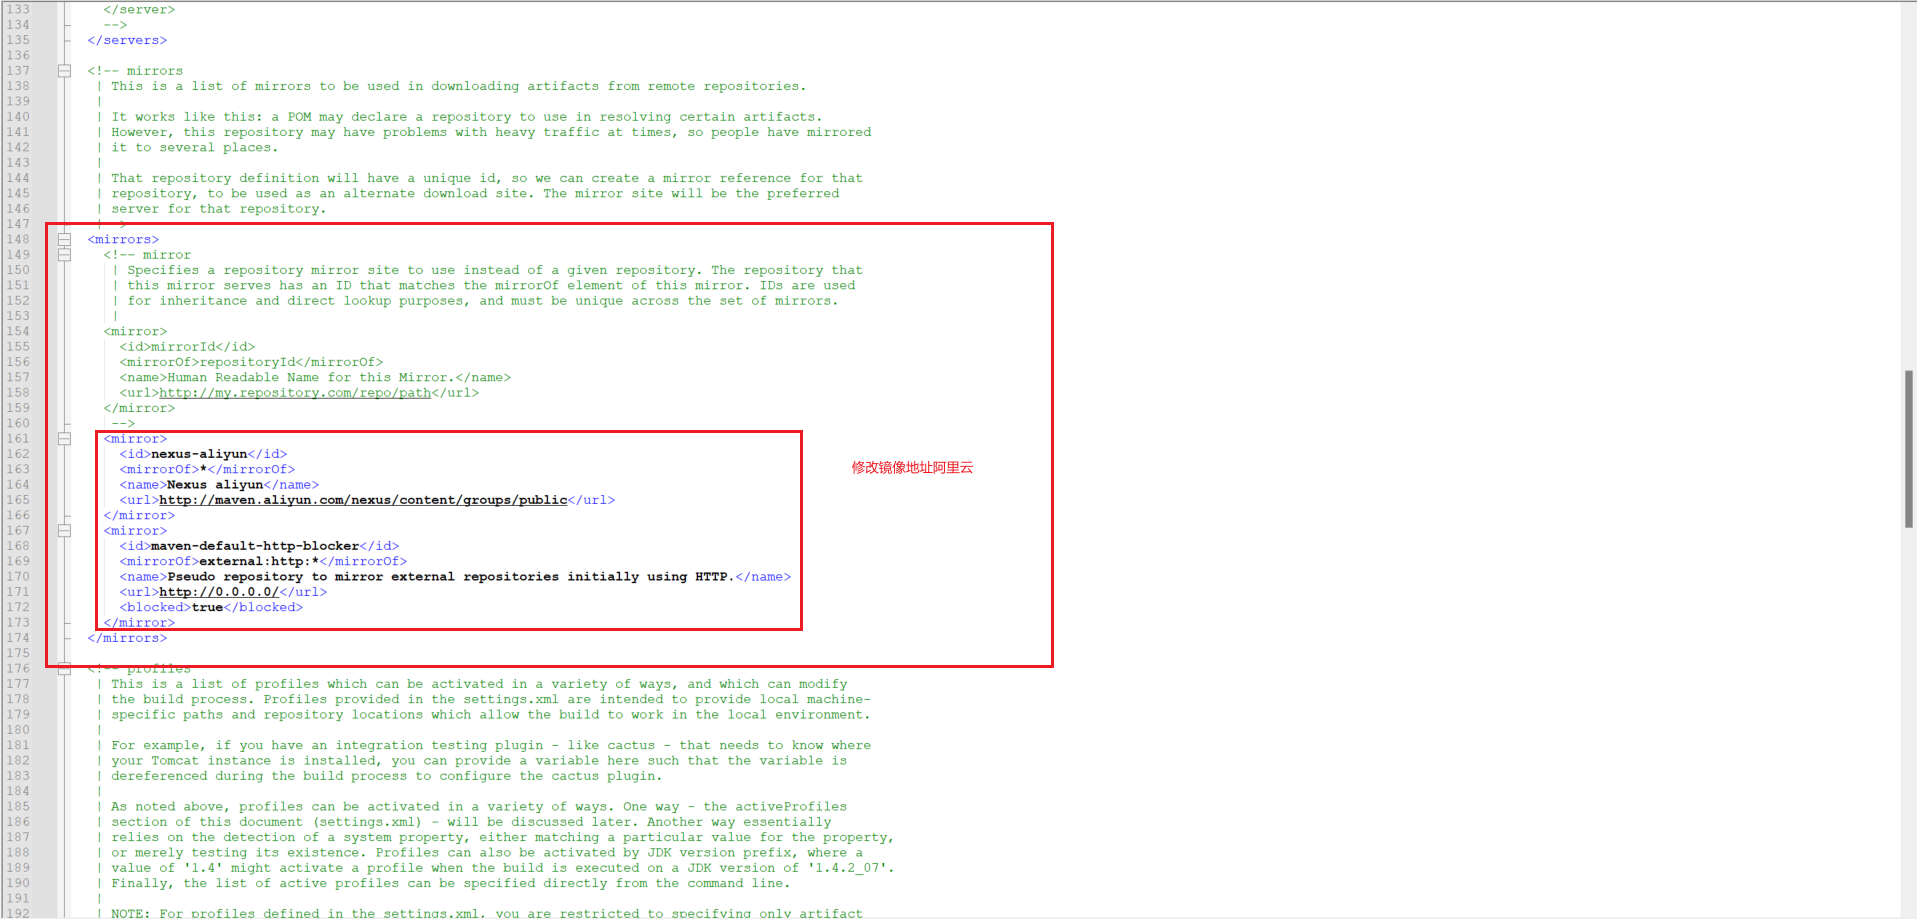 133 </server>
134 -->
135 </servers>
136
137 <!-- mirrors
138 | This is a list of mirrors to be used in downloading artifacts from remote repositories.
139 |
140 | It works like this: a POM may declare a repository to use in resolving certain artifacts.
141 | However, this repository may have problems with heavy traffic at times, so people have mirrored
142 | it to several places.
143 |
144 | That repository definition will have a unique id, so we can create a mirror reference for that
145 | repository, to be used as an alternate download site. The mirror site will be the preferred
146 | server for that repository.
147 |-->
148 <mirrors>
149 <!-- mirror
150 | Specifies a repository mirror site to use instead of a given repository. The repository that
151 | this mirror serves has an ID that matches the mirrorOf element of this mirror. IDs are used
152 | for inheritance and direct lookup purposes, and must be unique across the set of mirrors.
153 |
154 <mirror>
155 <id>mirrorId</id>
156 <mirrorOf>repositoryId</mirrorOf>
157 <name>Human Readable Name for this Mirror.</name>
158 <url>http://my.repository.com/repo/path</url>
159 </mirror>
160 -->
161 <mirror>
162 <id>nexus-aliyun</id>
163 <mirrorOf>*</mirrorOf>
修改镜像地址阿里云
164 <name>Nexus aliyun</name>
165 <url>http://maven.aliyun.com/nexus/content/groups/public</url>
166 </mirror>
167 <mirror>
168 <id>maven-default-http-blocker</id>
169 <mirrorOf>external:http:*</mirrorOf>
170 <name>Pseudo repository to mirror external repositories initially using HTTP.</name>
171 <url>http://0.0.0.0/</url>
172 <blocked>true</blocked>
173 </mirror>
174 </mirrors>
175
176 <!-- profiles
177 | This is a list of profiles which can be activated in a variety of ways, and which can modify
178 | the build process. Profiles provided in the settings.xml are intended to provide local machine-
179 | specific paths and repository locations which allow the build to work in the local environment.
180 |
181 | For example, if you have an integration testing plugin - like cactus - that needs to know where
182 | your Tomcat instance is installed, you can provide a variable here such that the variable is
183 | dereferenced during the build process to configure the cactus plugin.
184 |
185 | As noted above, profiles can be activated in a variety of ways. One way - the activeProfiles
186 | section of this document (settings.xml) - will be discussed later. Another way essentially
187 | relies on the detection of a system property, either matching a particular value for the property,
188 | or merely testing its existence. Profiles can also be activated by JDK version prefix, where a
189 | value of '1.4' might activate a profile when the build is executed on a JDK version of '1.4.2_07'.
190 | Finally, the list of active profiles can be specified directly from the command line.
191 |
192 | NOTE: For profiles defined in the settings.xml, you are restricted to specifying only artifact